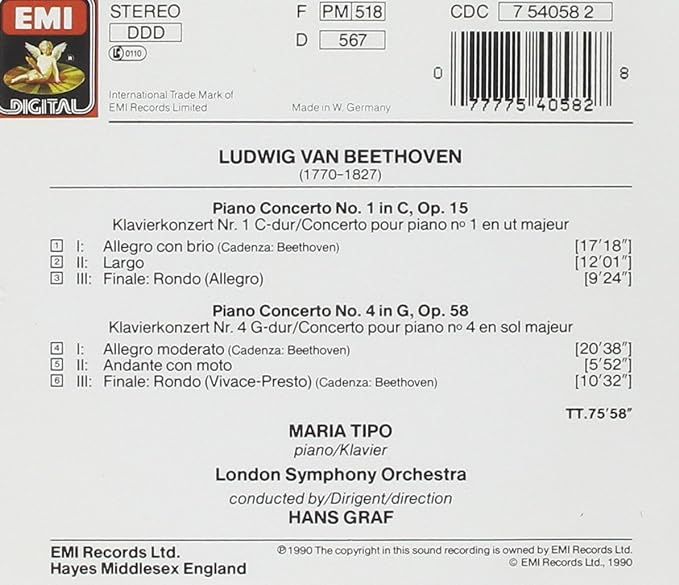 EMI
DIGITAL
STEREO
DDD
LC 0110
International Trade Mark of
EMI Records Limited
F PM 518
D 567
Made in W. Germany
CDC 7 54058 2
0 77775 40582 8
LUDWIG VAN BEETHOVEN
(1770–1827)
Piano Concerto No. 1 in C, Op. 15
Klavierkonzert Nr. 1 C-dur/Concerto pour piano nº 1 en ut majeur
1 I: Allegro con brio (Cadenza: Beethoven) [17'18"]
2 II: Largo [12'01"]
3 III: Finale: Rondo (Allegro) [9'24"]
Piano Concerto No. 4 in G, Op. 58
Klavierkonzert Nr. 4 G-dur/Concerto pour piano nº 4 en sol majeur
4 I: Allegro moderato (Cadenza: Beethoven) [20'38"]
5 II: Andante con moto [5'52"]
6 III: Finale: Rondo (Vivace-Presto) (Cadenza: Beethoven) [10'32"]
TT.75'58"
MARIA TIPO
piano/Klavier
London Symphony Orchestra
conducted by/Dirigent/direction
HANS GRAF
EMI Records Ltd.
Hayes Middlesex England
℗ 1990 The copyright in this sound recording is owned by EMI Records Ltd.
© EMI Records Ltd., 1990